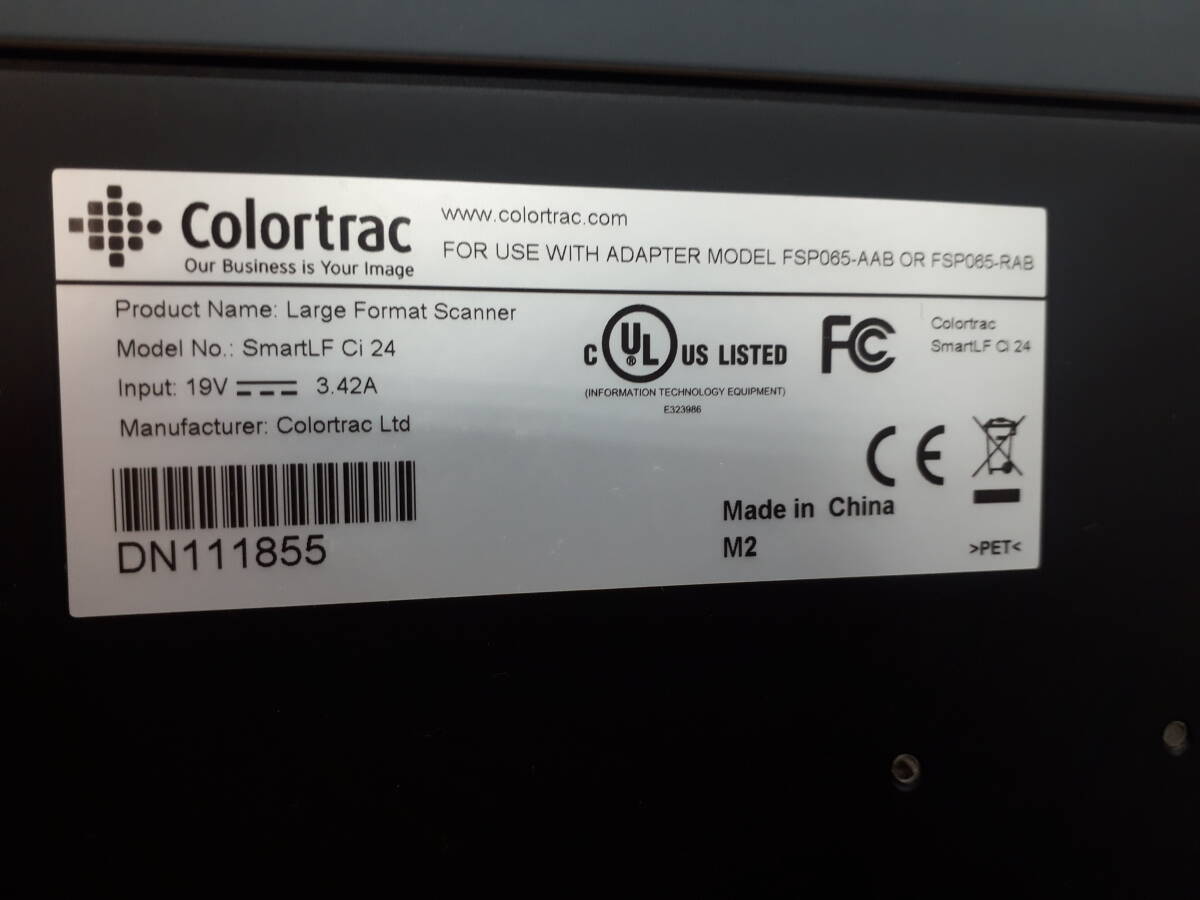 Colortrac
Our Business is Your Image
www.colortrac.com
FOR USE WITH ADAPTER MODEL FSP065-AAB OR FSP065-RAB
Product Name: Large Format Scanner
Model No.: SmartLF Ci 24
Input: 19V 3.42A
Manufacturer: Colortrac Ltd
DN111855
C UL ® US LISTED
(INFORMATION TECHNOLOGY EQUIPMENT)
E323986
FC
Colortrac
SmartLF Ci 24
CE
Made in China
M2
>PET<